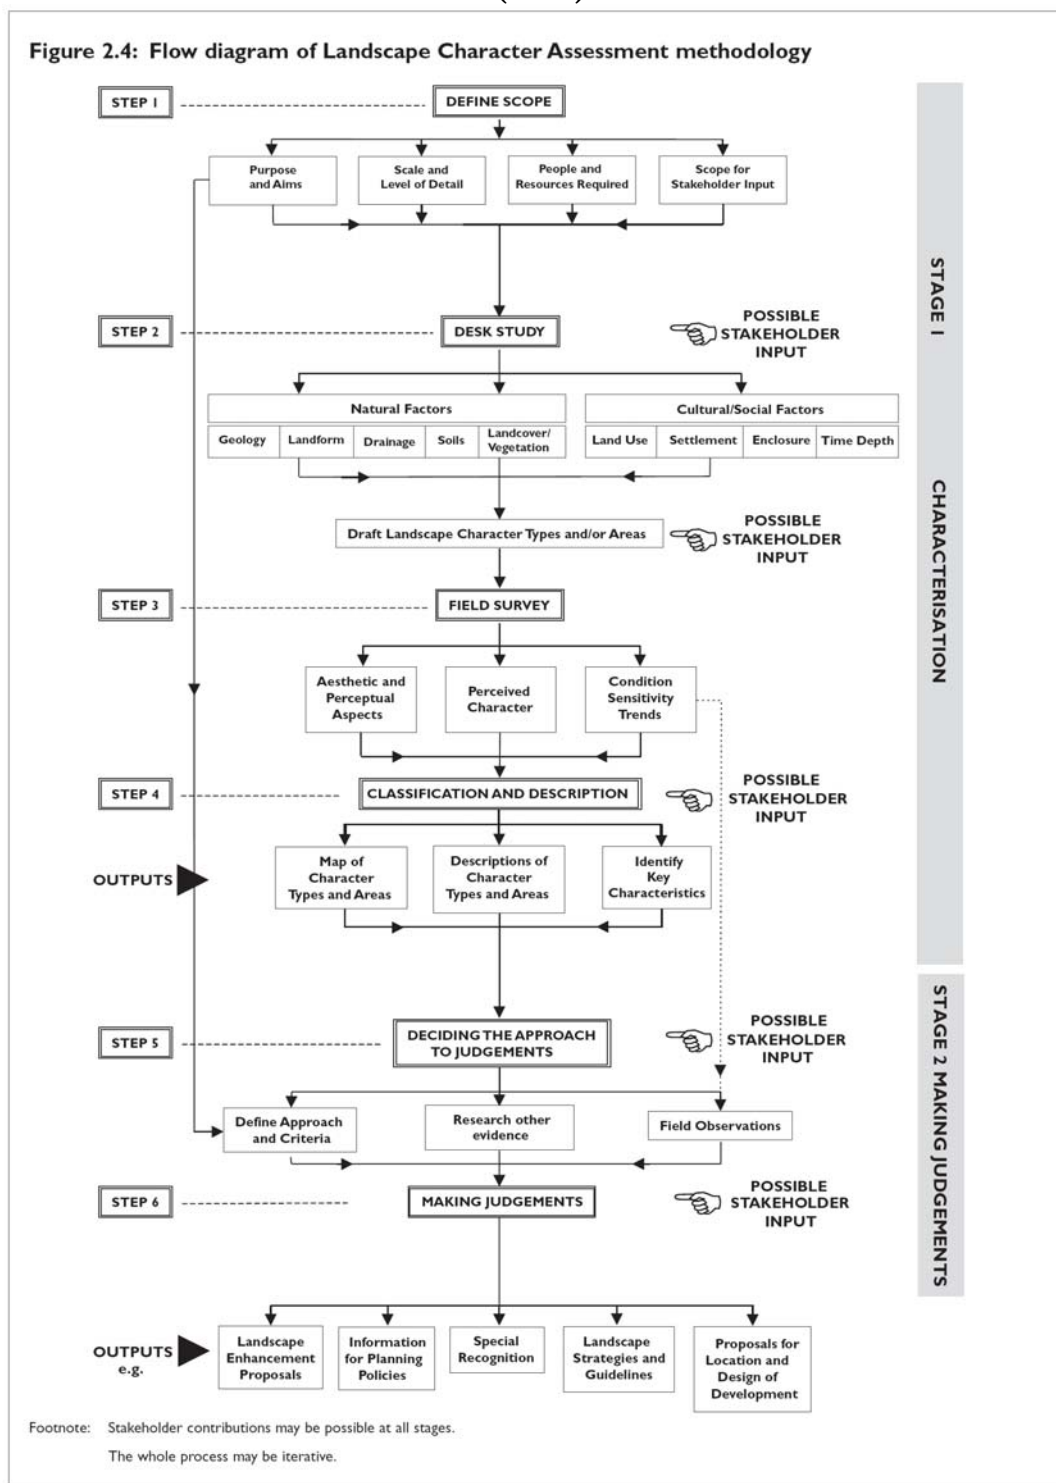 Figure 2.4: Flow diagram of Landscape Character Assessment methodology
STEP 1
DEFINE SCOPE
Purpose
and Aims
Scale and
Level of Detail
People and
Resources Required
Scope for
Stakeholder Input
STEP 2
DESK STUDY
POSSIBLE
STAKEHOLDER
INPUT
Natural Factors
Cultural/Social Factors
Geology
Landform
Drainage
Soils
Landcover/
Vegetation
Land Use
Settlement
Enclosure
Time Depth
Draft Landscape Character Types and/or Areas
POSSIBLE
STAKEHOLDER
INPUT
STEP 3
FIELD SURVEY
Aesthetic and
Perceptual
Aspects
Perceived
Character
Condition
Sensitivity
Trends
STEP 4
CLASSIFICATION AND DESCRIPTION
POSSIBLE
STAKEHOLDER
INPUT
OUTPUTS
Map of
Character
Types and Areas
Descriptions of
Character
Types and Areas
Identify
Key
Characteristics
STAGE 1
CHARACTERISATION
STEP 5
DECIDING THE APPROACH
TO JUDGEMENTS
POSSIBLE
STAKEHOLDER
INPUT
Define Approach
and Criteria
Research other
evidence
Field Observations
STEP 6
MAKING JUDGEMENTS
POSSIBLE
STAKEHOLDER
INPUT
STAGE 2 MAKING JUDGEMENTS
OUTPUTS
e.g.
Landscape
Enhancement
Proposals
Information
for Planning
Policies
Special
Recognition
Landscape
Strategies and
Guidelines
Proposals for
Location and
Design of
Development
Footnote: Stakeholder contributions may be possible at all stages.
The whole process may be iterative.